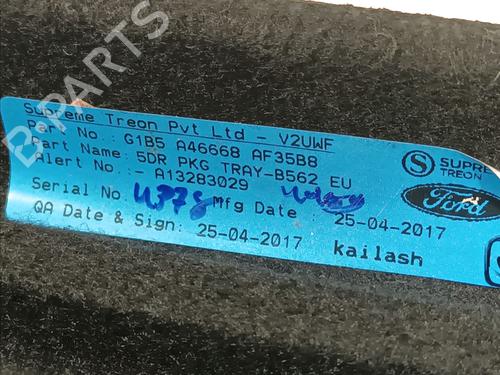 B-PARTS
Supreme Treon Pvt Ltd - V2UWF
Part No.: G1B5 A46668 AF35B8
Part Name: 5DR PKG TRAY-B562 EU
Alert No.:- A13283029
Serial No. Mfg Date : 25-04-2017
QA Date & Sign: 25-04-2017 kailash
S SUPRE
TREON
Ford